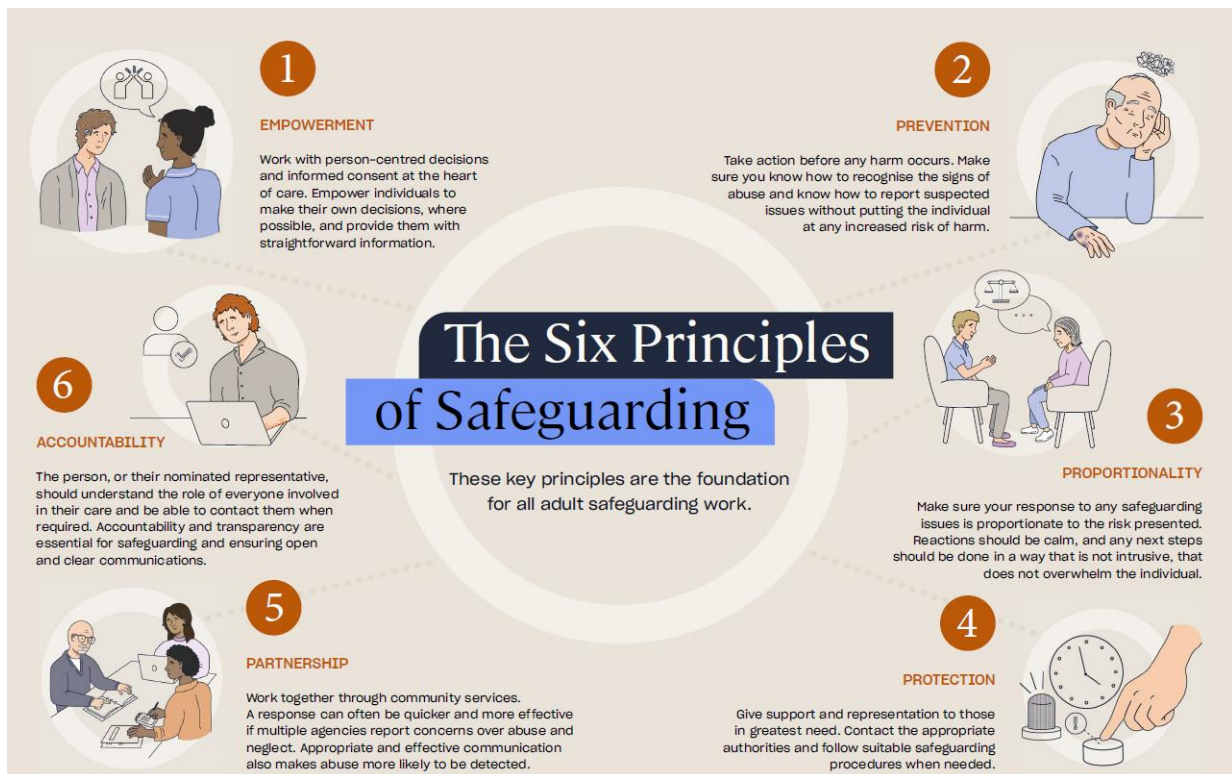 The Six Principles
of Safeguarding
These key principles are the foundation
for all adult safeguarding work.
1
EMPOWERMENT
Work with person-centred decisions
and informed consent at the heart
of care. Empower individuals to
make their own decisions, where
possible, and provide them with
straightforward information.
2
PREVENTION
Take action before any harm occurs. Make
sure you know how to recognise the signs of
abuse and know how to report suspected
issues without putting the individual
at any increased risk of harm.
3
PROPORTIONALITY
Make sure your response to any safeguarding
issues is proportionate to the risk presented.
Reactions should be calm, and any next steps
should be done in a way that is not intrusive, that
does not overwhelm the individual.
4
PROTECTION
Give support and representation to those
in greatest need. Contact the appropriate
authorities and follow suitable safeguarding
procedures when needed.
5
PARTNERSHIP
Work together through community services.
A response can often be quicker and more effective
if multiple agencies report concerns over abuse and
neglect. Appropriate and effective communication
also makes abuse more likely to be detected.
6
ACCOUNTABILITY
The person, or their nominated representative,
should understand the role of everyone involved
in their care and be able to contact them when
required. Accountability and transparency are
essential for safeguarding and ensuring open
and clear communications.